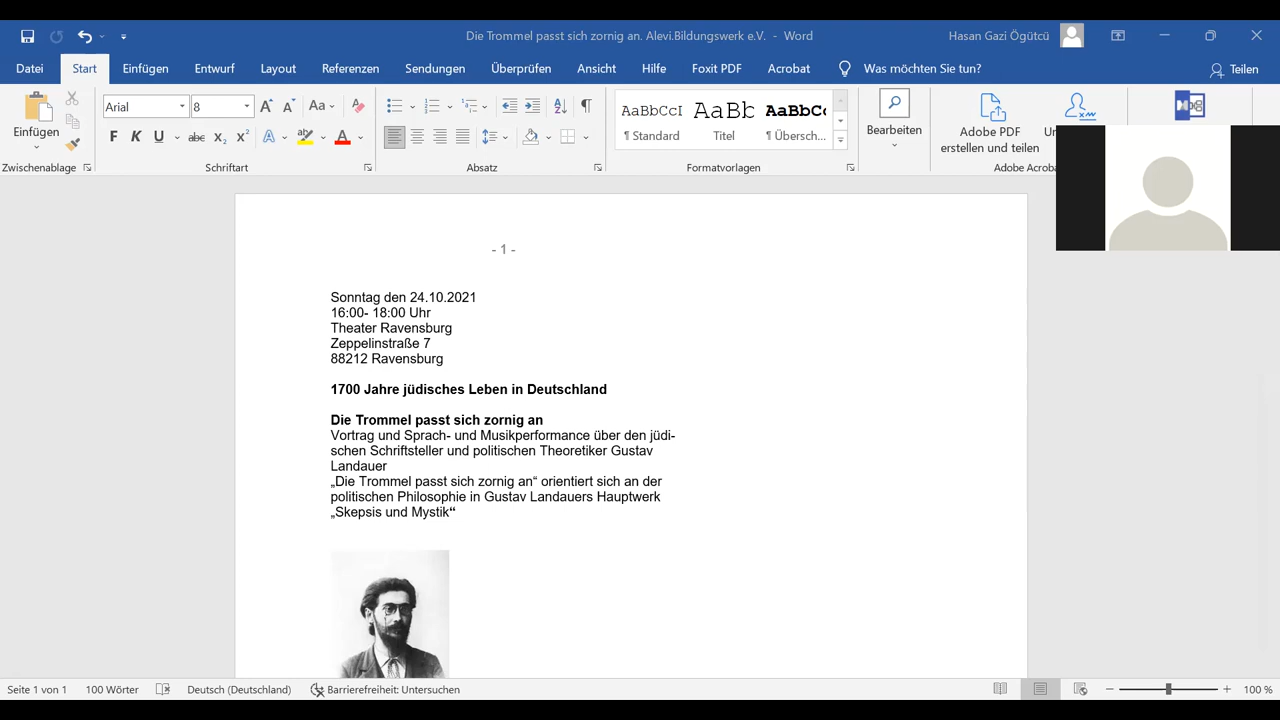 Die Trommel passt sich zornig an. Alevi.Bildungswerk e.V. - Word
Hasan Gazi Ögütcü
Datei Start Einfügen Entwurf Layout Referenzen Sendungen Überprüfen Ansicht Hilfe Foxit PDF Acrobat Was möchten Sie tun? Teilen
Einfügen
Arial 8
F K U abc x₂ x²
AaBbCcI AaBb AaBbCc
¶ Standard Titel ¶ Übersch...
Bearbeiten
Adobe PDF
erstellen und teilen
Zwischenablage Schriftart Absatz Formatvorlagen
- 1 -
Sonntag den 24.10.2021
16:00- 18:00 Uhr
Theater Ravensburg
Zeppelinstraße 7
88212 Ravensburg
1700 Jahre jüdisches Leben in Deutschland
Die Trommel passt sich zornig an
Vortrag und Sprach- und Musikperformance über den jüdi-
schen Schriftsteller und politischen Theoretiker Gustav
Landauer
„Die Trommel passt sich zornig an“ orientiert sich an der
politischen Philosophie in Gustav Landauers Hauptwerk
„Skepsis und Mystik“
Seite 1 von 1 100 Wörter Deutsch (Deutschland) Barrierefreiheit: Untersuchen 100 %